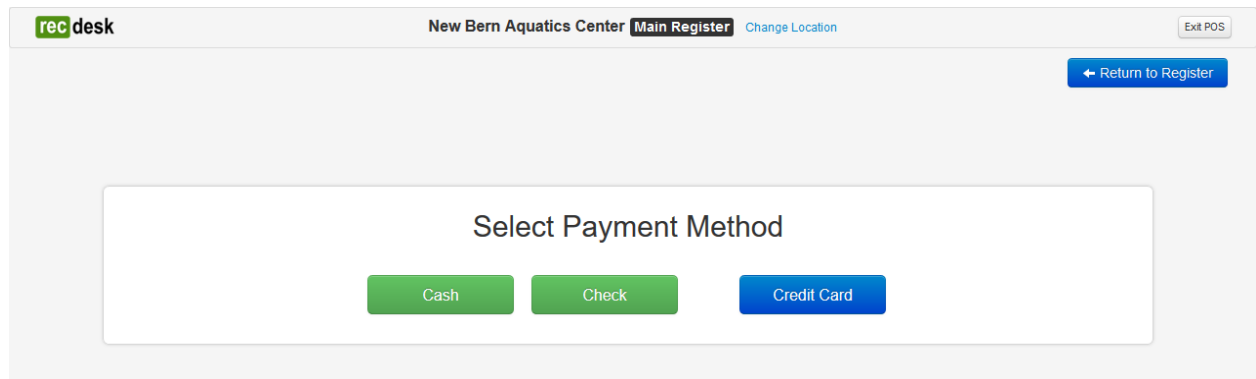 rec desk New Bern Aquatics Center Main Register Change Location Exit POS
← Return to Register
Select Payment Method
Cash Check Credit Card